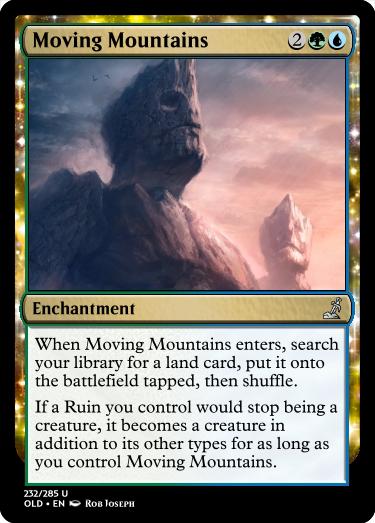 Moving Mountains 2
Enchantment
When Moving Mountains enters, search
your library for a land card, put it onto
the battlefield tapped, then shuffle.
If a Ruin you control would stop being a
creature, it becomes a creature in
addition to its other types for as long as
you control Moving Mountains.
232/285 U
OLD • EN Rob Joseph